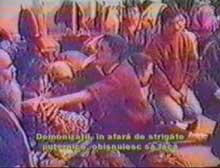 Demonizaţii, în afară de strigăte
puternice, obişnuiesc să facă